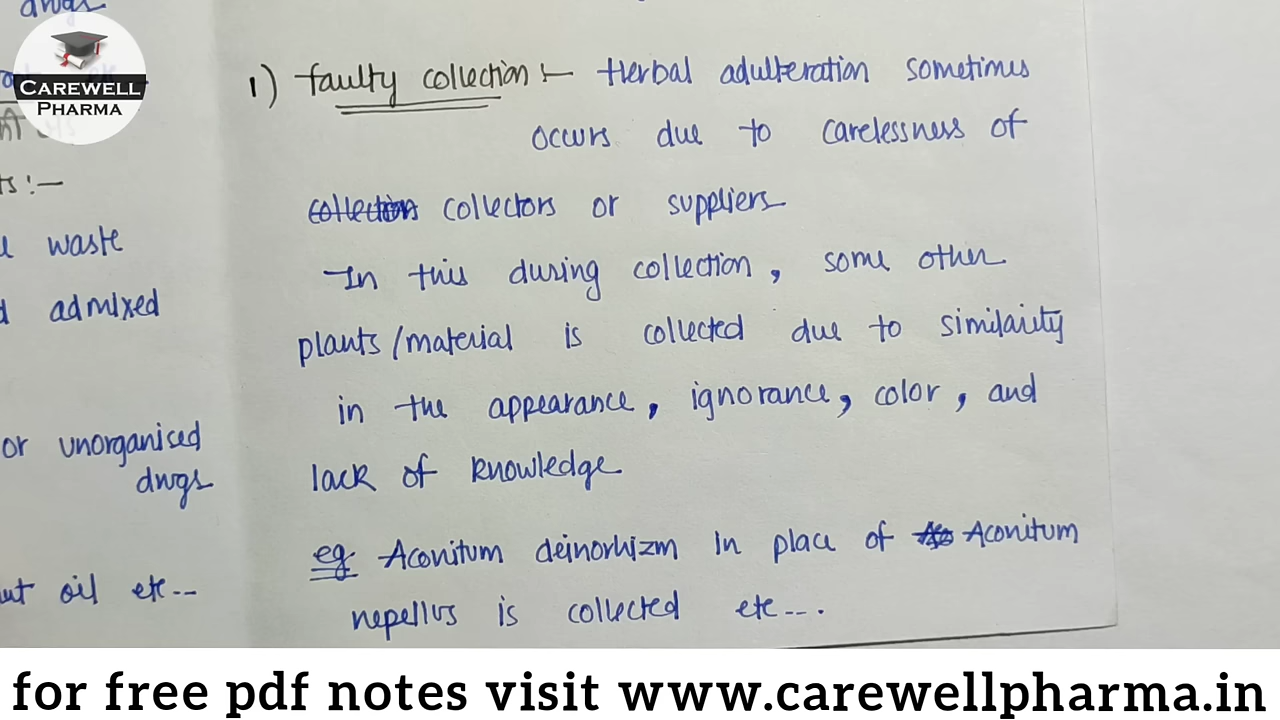 drugs
CAREWELL
PHARMA
ts:-
waste
admixed
or unorganised
drugs
oil etc--
1) faulty collection:- Herbal adulteration sometimes
occurs due to carelessness of
collection collectors or suppliers
In this during collection, some other
plants/material is collected due to similairity
in the appearance, ignorance, color, and
lack of knowledge
eg Aconitum deinorhizm in place of Aconitum
nepellus is collected etc---.
for free pdf notes visit www.carewellpharma.in